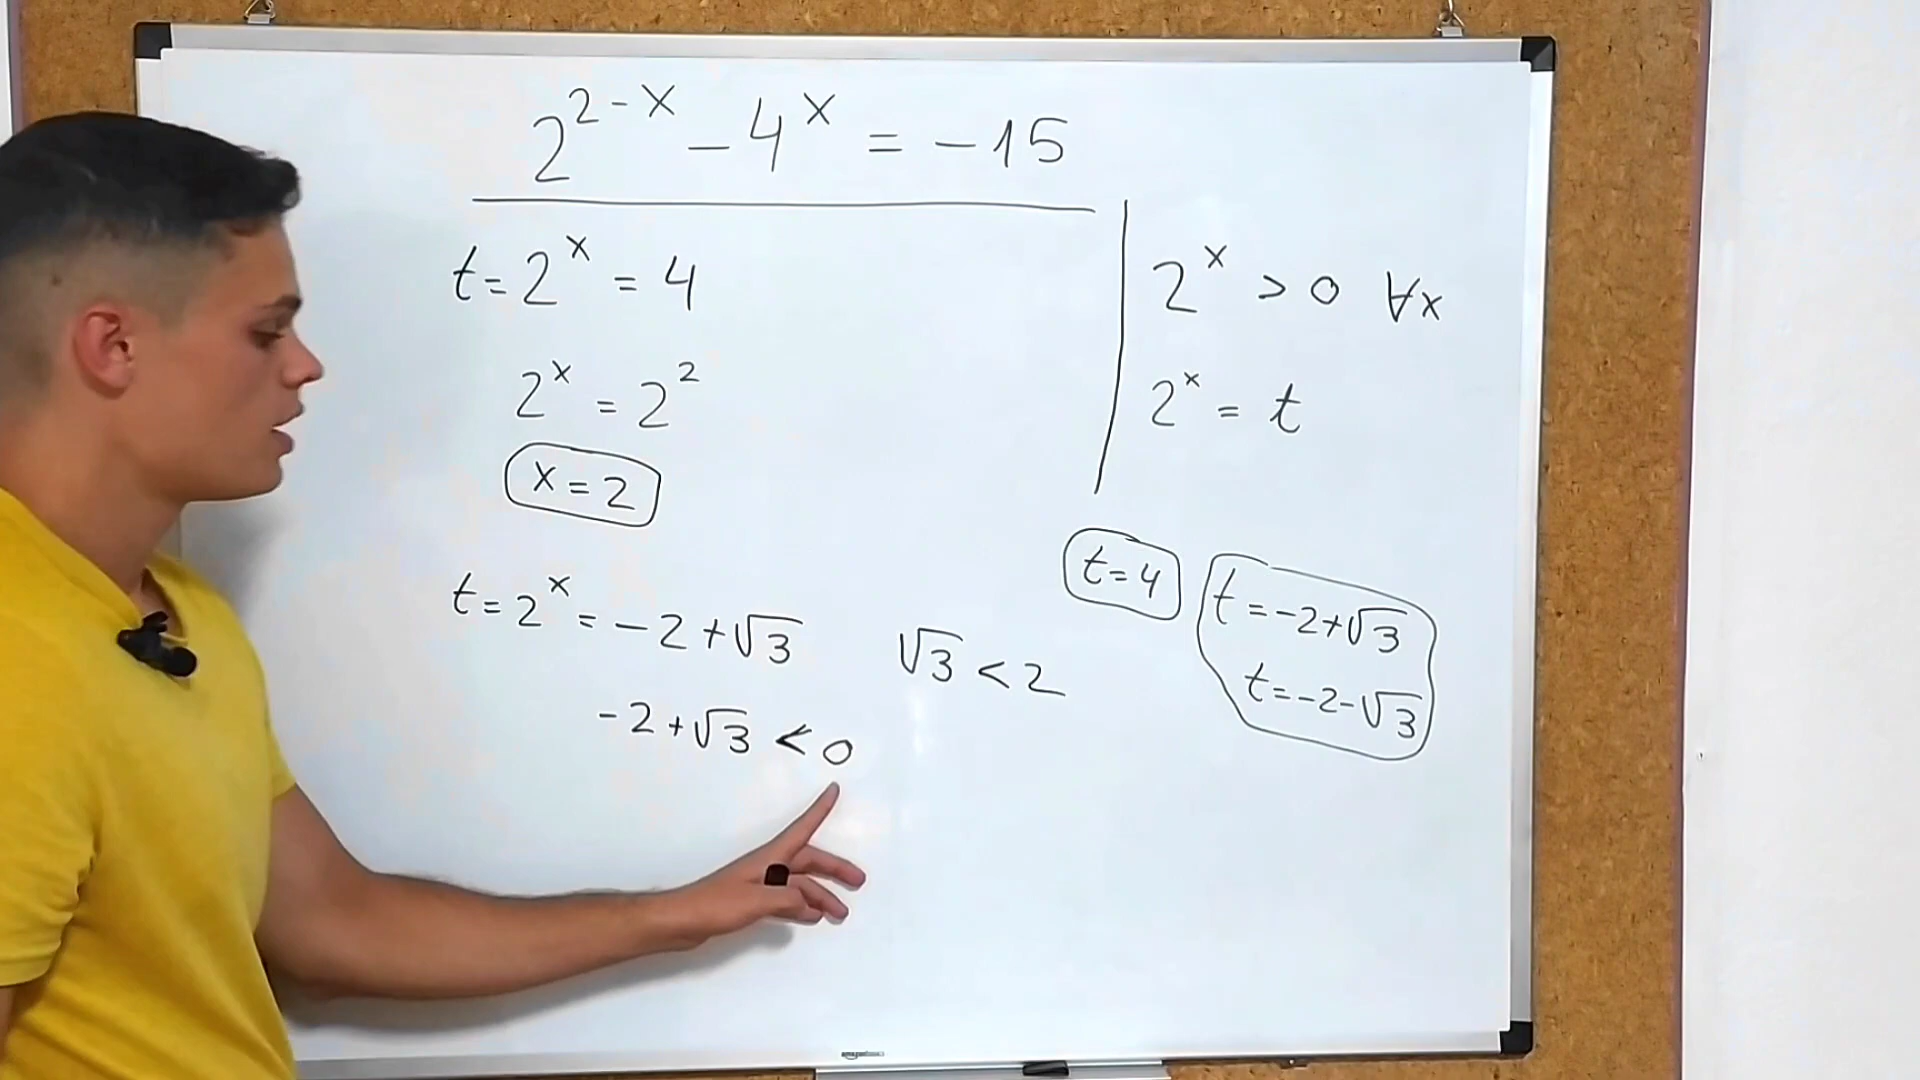 2^{2-x} - 4^x = -15
t = 2^x = 4
2^x = 2^2
x = 2
t = 2^x = -2+√3
√3 < 2
-2+√3 < 0
2^x > 0 ∀x
2^x = t
t=4
t=-2+√3
t=-2-√3